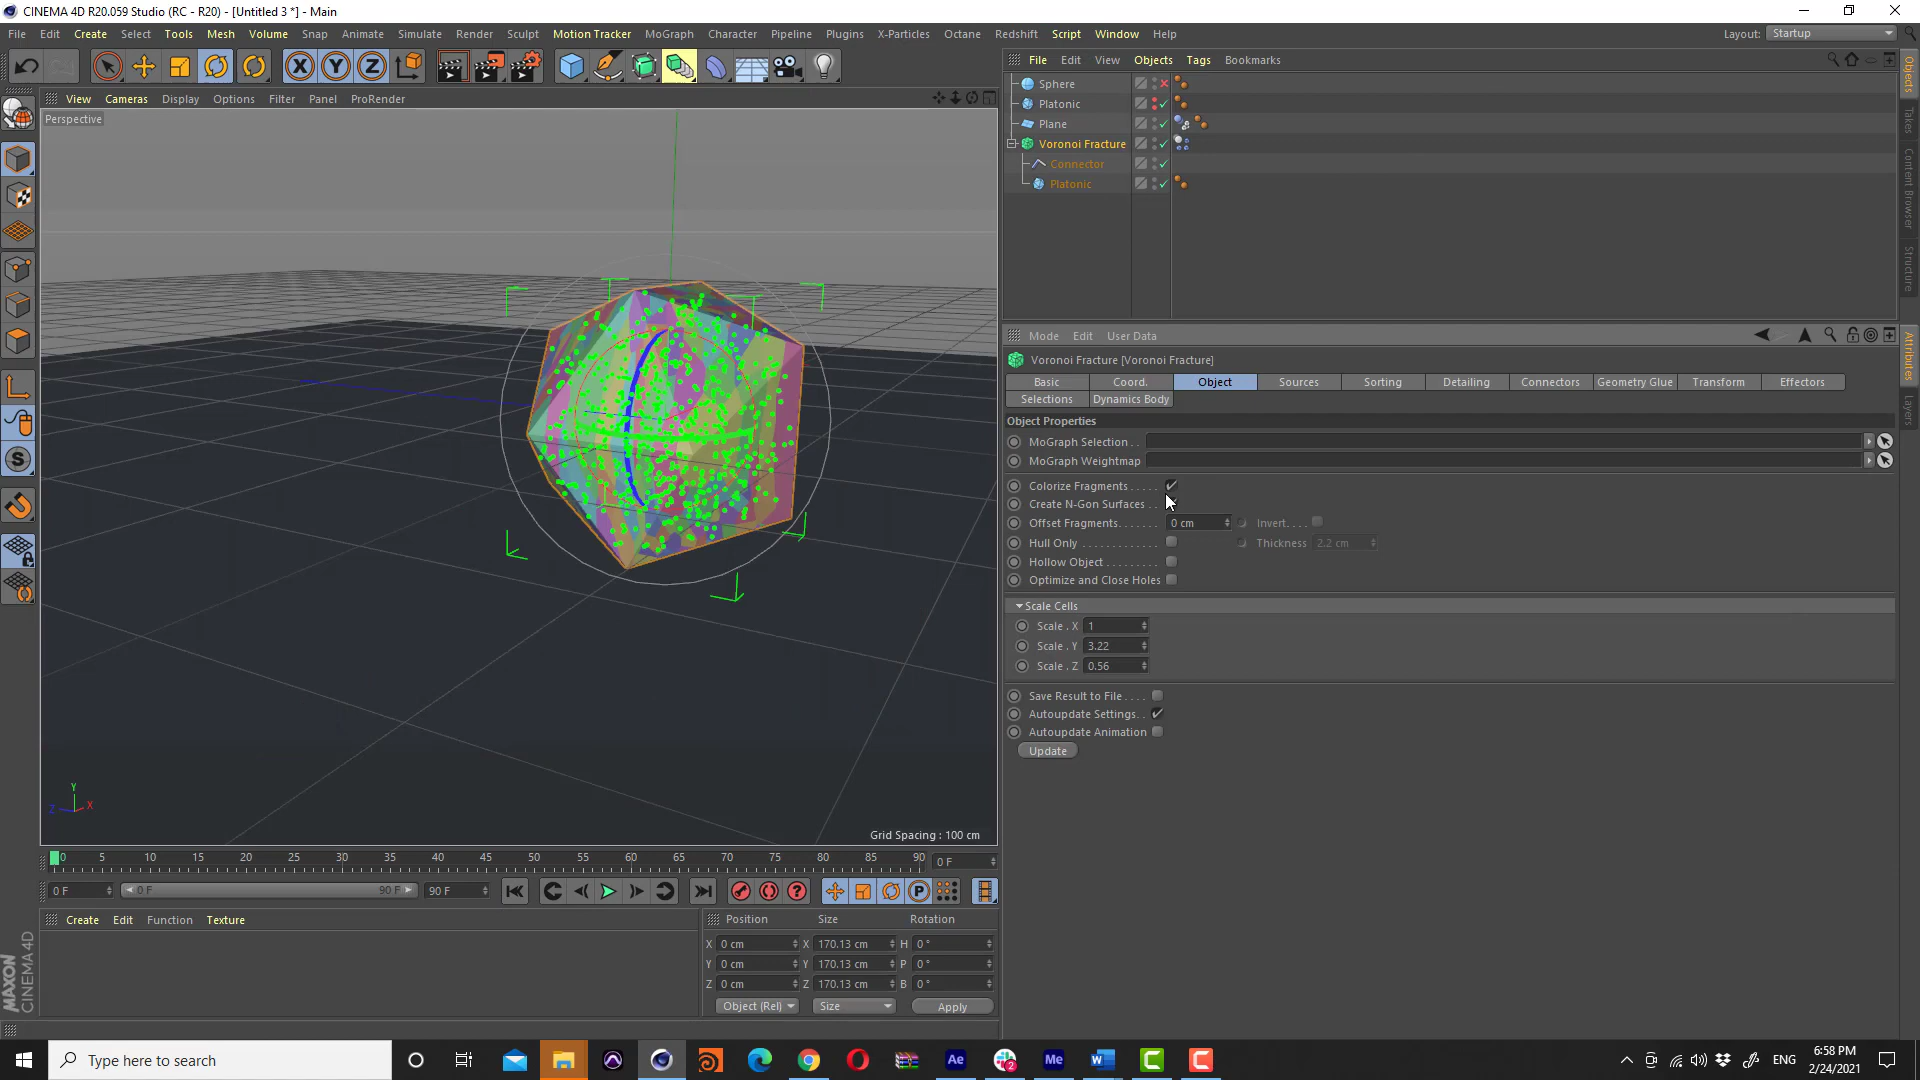 CINEMA 4D R20.059 Studio (RC - R20) - [Untitled 3 *] - Main
File Edit Create Select Tools Mesh Volume Snap Animate Simulate Render Sculpt Motion Tracker MoGraph Character Pipeline Plugins X-Particles Octane Redshift Script Window Help Layout: Startup
X Y Z
File Edit View Objects Tags Bookmarks
View Cameras Display Options Filter Panel ProRender
Perspective
Sphere
Platonic
Plane
Voronoi Fracture
Connector
Platonic
Objects
Takes
Content Browser
Structure
Mode Edit User Data
Voronoi Fracture [Voronoi Fracture]
Basic Coord. Object Sources Sorting Detailing Connectors Geometry Glue Transform Effectors
Selections Dynamics Body
Attributes
Layers
Object Properties
MoGraph Selection . .
MoGraph Weightmap
Colorize Fragments . . . . .
Create N-Gon Surfaces . .
Offset Fragments. . . . . . . 0 cm Invert. . . .
Hull Only . . . . . . . . . . . . Thickness 2.2 cm
Hollow Object . . . . . . . . .
Optimize and Close Holes
Scale Cells
Scale . X 1
Scale . Y 3.22
Scale . Z 0.56
Save Result to File . . . .
Autoupdate Settings. .
Autoupdate Animation
Update
S
Y
Z X
Grid Spacing : 100 cm
0 5 10 15 20 25 30 35 40 45 50 55 60 65 70 75 80 85 90 0 F
0 F 0 F 90 F 90 F
? P
Create Edit Function Texture
Position Size Rotation
X 0 cm X 170.13 cm H 0 °
Y 0 cm Y 170.13 cm P 0 °
Z 0 cm Z 170.13 cm B 0 °
Object (Rel) Size Apply
MAXON
CINEMA 4D
Type here to search
Ae
2
Me
W
C
C
ENG
6:58 PM
2/24/2021